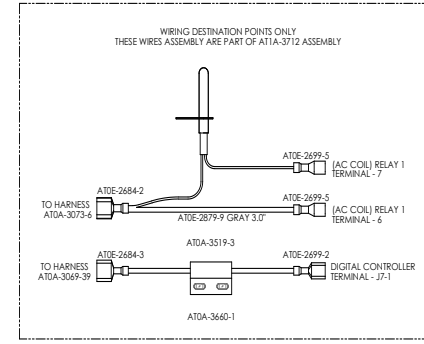 WIRING DESTINATION POINTS ONLY
THESE WIRES ASSEMBLY ARE PART OF AT1A-3712 ASSEMBLY
AT0E-2699-5
(AC COIL) RELAY 1
TERMINAL - 7
AT0E-2684-2
AT0E-2699-5
TO HARNESS
AT0A-3073-6
(AC COIL) RELAY 1
TERMINAL - 6
AT0E-2879-9 GRAY 3.0"
AT0A-3519-3
AT0E-2684-3
AT0E-2699-2
TO HARNESS
AT0A-3069-39
DIGITAL CONTROLLER
TERMINAL - J7-1
AT0A-3660-1